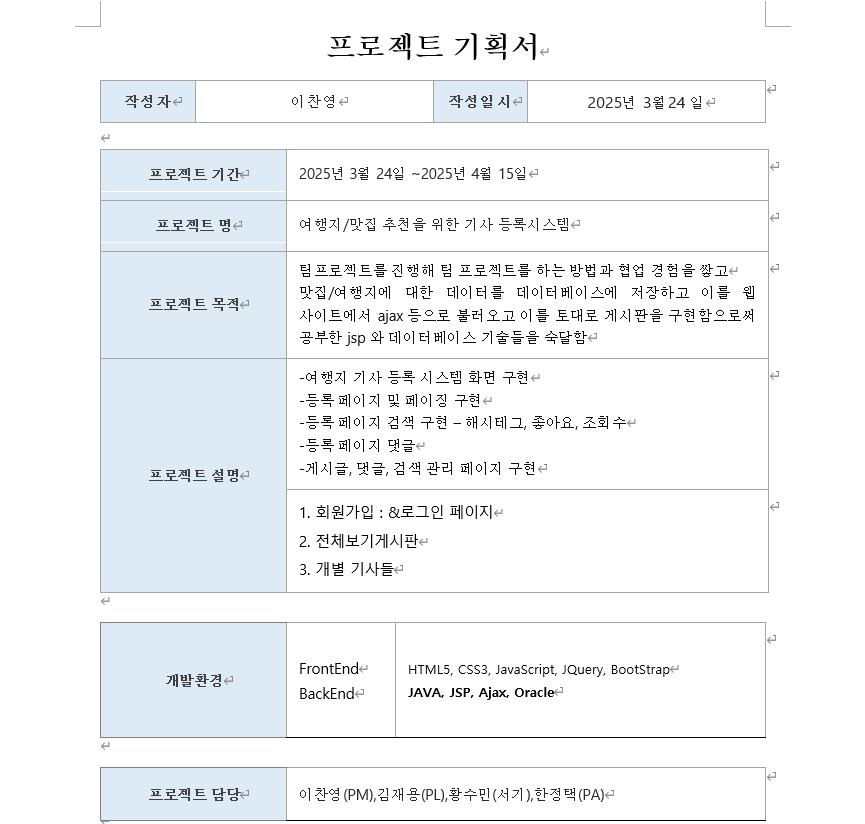 프로젝트 기획서
작성자 이찬영 작성일시 2025년 3월 24일
프로젝트 기간 2025년 3월 24일 ~2025년 4월 15일
프로젝트 명 여행지/맛집 추천을 위한 기사 등록시스템
프로젝트 목적
팀프로젝트를 진행해 팀 프로젝트를 하는 방법과 협업 경험을 쌓고
맛집/여행지에 대한 데이터를 데이터베이스에 저장하고 이를 웹
사이트에서 ajax 등으로 불러오고 이를 토대로 게시판을 구현함으로써
공부한 jsp 와 데이터베이스 기술들을 숙달함
프로젝트 설명
-여행지 기사 등록 시스템 화면 구현
-등록 페이지 및 페이징 구현
-등록 페이지 검색 구현 – 해시테그, 좋아요, 조회수
-등록 페이지 댓글
-게시글, 댓글, 검색 관리 페이지 구현
1. 회원가입 : &로그인 페이지
2. 전체보기게시판
3. 개별 기사들
개발환경
FrontEnd HTML5, CSS3, JavaScript, JQuery, BootStrap
BackEnd JAVA, JSP, Ajax, Oracle
프로젝트 담당 이찬영(PM),김재용(PL),황수민(서기),한정택(PA)